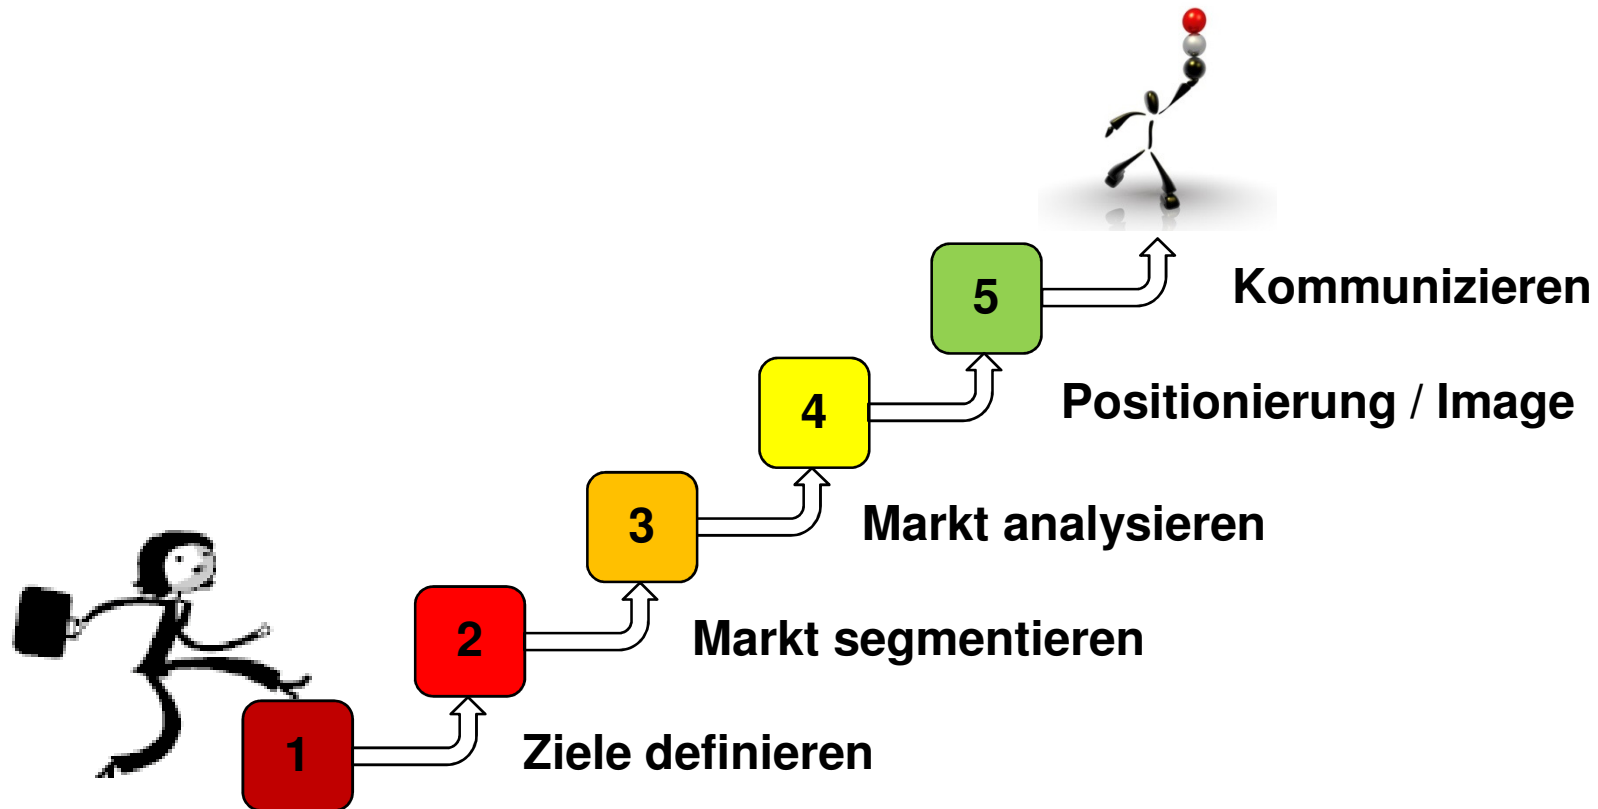 5
Kommunizieren
4
Positionierung / Image
3
Markt analysieren
2
Markt segmentieren
1
Ziele definieren